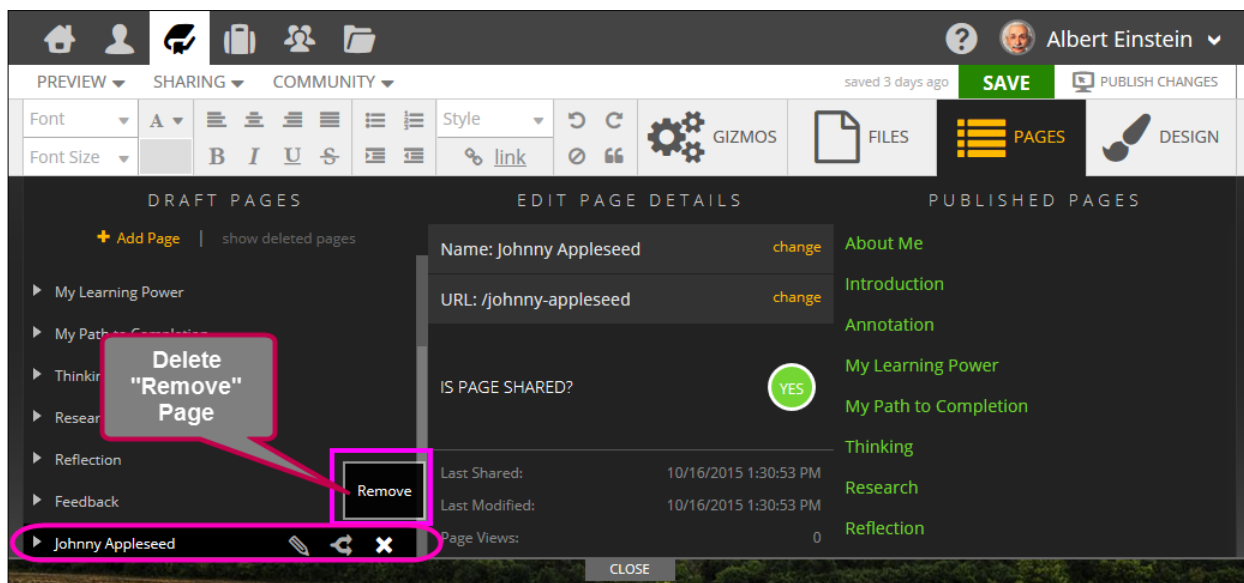 Albert Einstein
PREVIEW SHARING COMMUNITY saved 3 days ago SAVE PUBLISH CHANGES
Font A Style GIZMOS FILES PAGES DESIGN
Font Size B I U S link
DRAFT PAGES
+ Add Page | show deleted pages
My Learning Power
My Path to Completion
Thinkin
Resear
Reflection
Feedback
Johnny Appleseed
Delete
"Remove"
Page
Remove
EDIT PAGE DETAILS
Name: Johnny Appleseed change
URL: /johnny-appleseed change
IS PAGE SHARED? YES
Last Shared: 10/16/2015 1:30:53 PM
Last Modified: 10/16/2015 1:30:53 PM
Page Views: 0
PUBLISHED PAGES
About Me
Introduction
Annotation
My Learning Power
My Path to Completion
Thinking
Research
Reflection
CLOSE